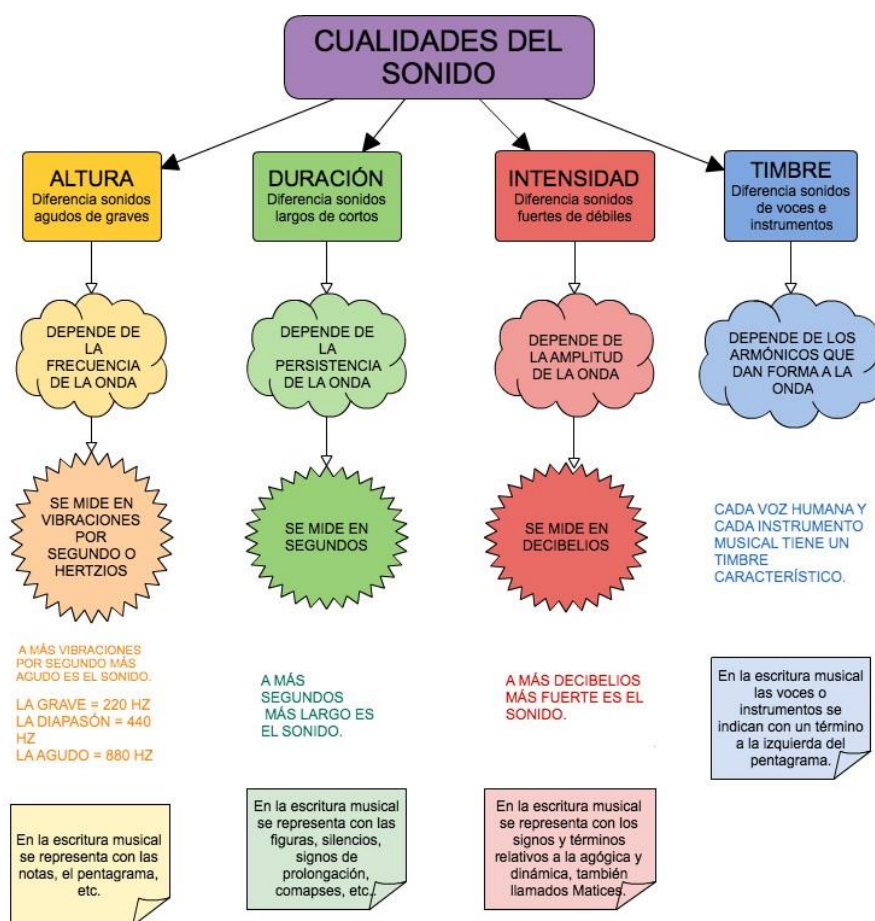 CUALIDADES DEL
SONIDO
ALTURA
Diferencia sonidos
agudos de graves
DEPENDE DE
LA
FRECUENCIA
DE LA ONDA
SE MIDE EN
VIBRACIONES
POR
SEGUNDO O
HERTZIOS
A MÁS VIBRACIONES
POR SEGUNDO MÁS
AGUDO ES EL SONIDO.
LA GRAVE = 220 HZ
LA DIAPASÓN = 440
HZ
LA AGUDO = 880 HZ
En la escritura musical
se representa con las
notas, el pentagrama,
etc.
DURACIÓN
Diferencia sonidos
largos de cortos
DEPENDE DE
LA
PERSISTENCIA
DE LA ONDA
SE MIDE EN
SEGUNDOS
A MÁS
SEGUNDOS
MÁS LARGO ES
EL SONIDO.
En la escritura musical
se representa con las
figuras, silencios,
signos de
prolongación,
comapses, etc..
INTENSIDAD
Diferencia sonidos
fuertes de débiles
DEPENDE DE
LA AMPLITUD
DE LA ONDA
SE MIDE EN
DECIBELIOS
A MÁS DECIBELIOS
MÁS FUERTE ES EL
SONIDO.
En la escritura musical
se representa con los
signos y términos
relativos a la agógica y
dinámica, también
llamados Matices.
TIMBRE
Diferencia sonidos
de voces e
instrumentos
DEPENDE DE LOS
ARMÓNICOS QUE
DAN FORMA A LA
ONDA
CADA VOZ HUMANA Y
CADA INSTRUMENTO
MUSICAL TIENE UN
TIMBRE
CARACTERÍSTICO.
En la escritura musical
las voces o
instrumentos se
indican con un término
a la izquierda del
pentagrama.